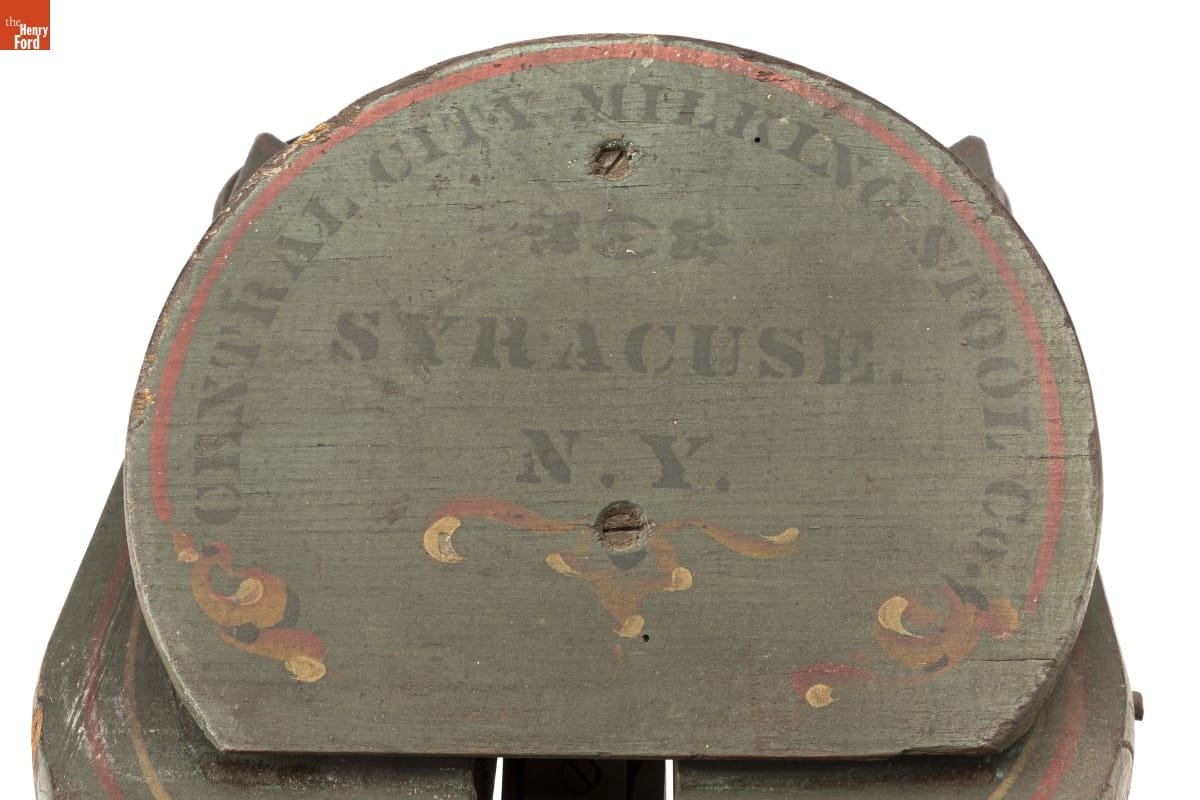 the
Henry
Ford
CENTRAL CITY MILKING STOOL CO.
SYRACUSE.
N.Y.